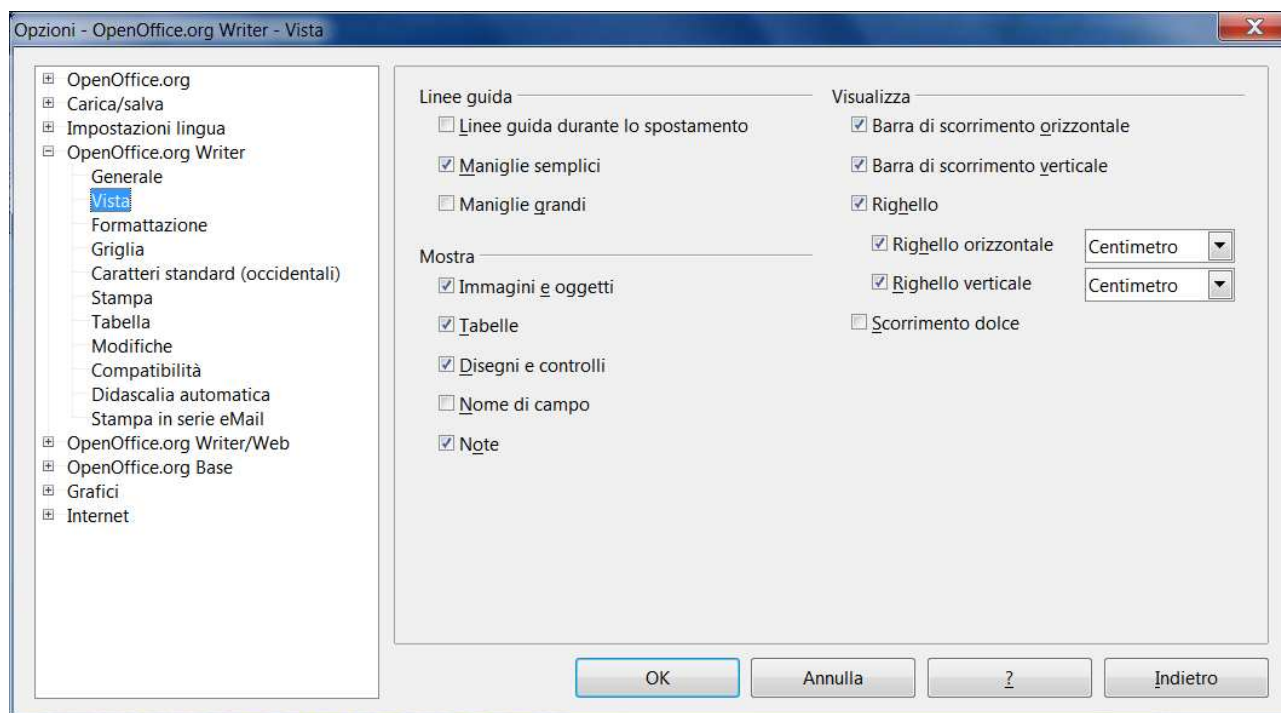 Opzioni - OpenOffice.org Writer - Vista
OpenOffice.org
Carica/salva
Impostazioni lingua
OpenOffice.org Writer
Generale
Vista
Formattazione
Griglia
Caratteri standard (occidentali)
Stampa
Tabella
Modifiche
Compatibilità
Didascalia automatica
Stampa in serie eMail
OpenOffice.org Writer/Web
OpenOffice.org Base
Grafici
Internet
Linee guida
Linee guida durante lo spostamento
Maniglie semplici
Maniglie grandi
Mostra
Immagini e oggetti
Tabelle
Disegni e controlli
Nome di campo
Note
Visualizza
Barra di scorrimento orizzontale
Barra di scorrimento verticale
Righello
Righello orizzontale Centimetro
Righello verticale Centimetro
Scorrimento dolce
OK Annulla ? Indietro